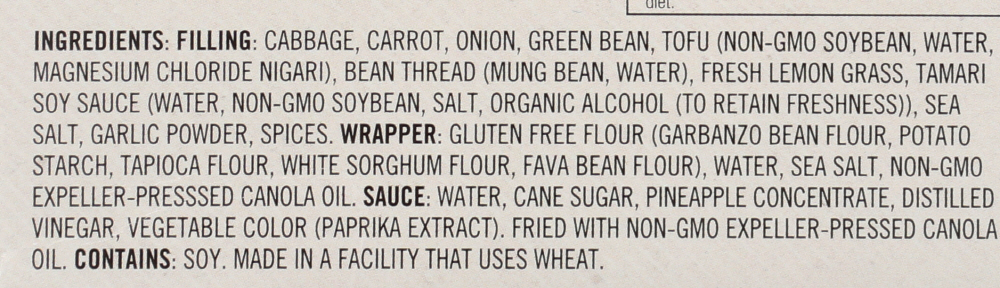 diet.
INGREDIENTS: FILLING: CABBAGE, CARROT, ONION, GREEN BEAN, TOFU (NON-GMO SOYBEAN, WATER,
MAGNESIUM CHLORIDE NIGARI), BEAN THREAD (MUNG BEAN, WATER), FRESH LEMON GRASS, TAMARI
SOY SAUCE (WATER, NON-GMO SOYBEAN, SALT, ORGANIC ALCOHOL (TO RETAIN FRESHNESS)), SEA
SALT, GARLIC POWDER, SPICES. WRAPPER: GLUTEN FREE FLOUR (GARBANZO BEAN FLOUR, POTATO
STARCH, TAPIOCA FLOUR, WHITE SORGHUM FLOUR, FAVA BEAN FLOUR), WATER, SEA SALT, NON-GMO
EXPELLER-PRESSSED CANOLA OIL. SAUCE: WATER, CANE SUGAR, PINEAPPLE CONCENTRATE, DISTILLED
VINEGAR, VEGETABLE COLOR (PAPRIKA EXTRACT). FRIED WITH NON-GMO EXPELLER-PRESSED CANOLA
OIL. CONTAINS: SOY. MADE IN A FACILITY THAT USES WHEAT.